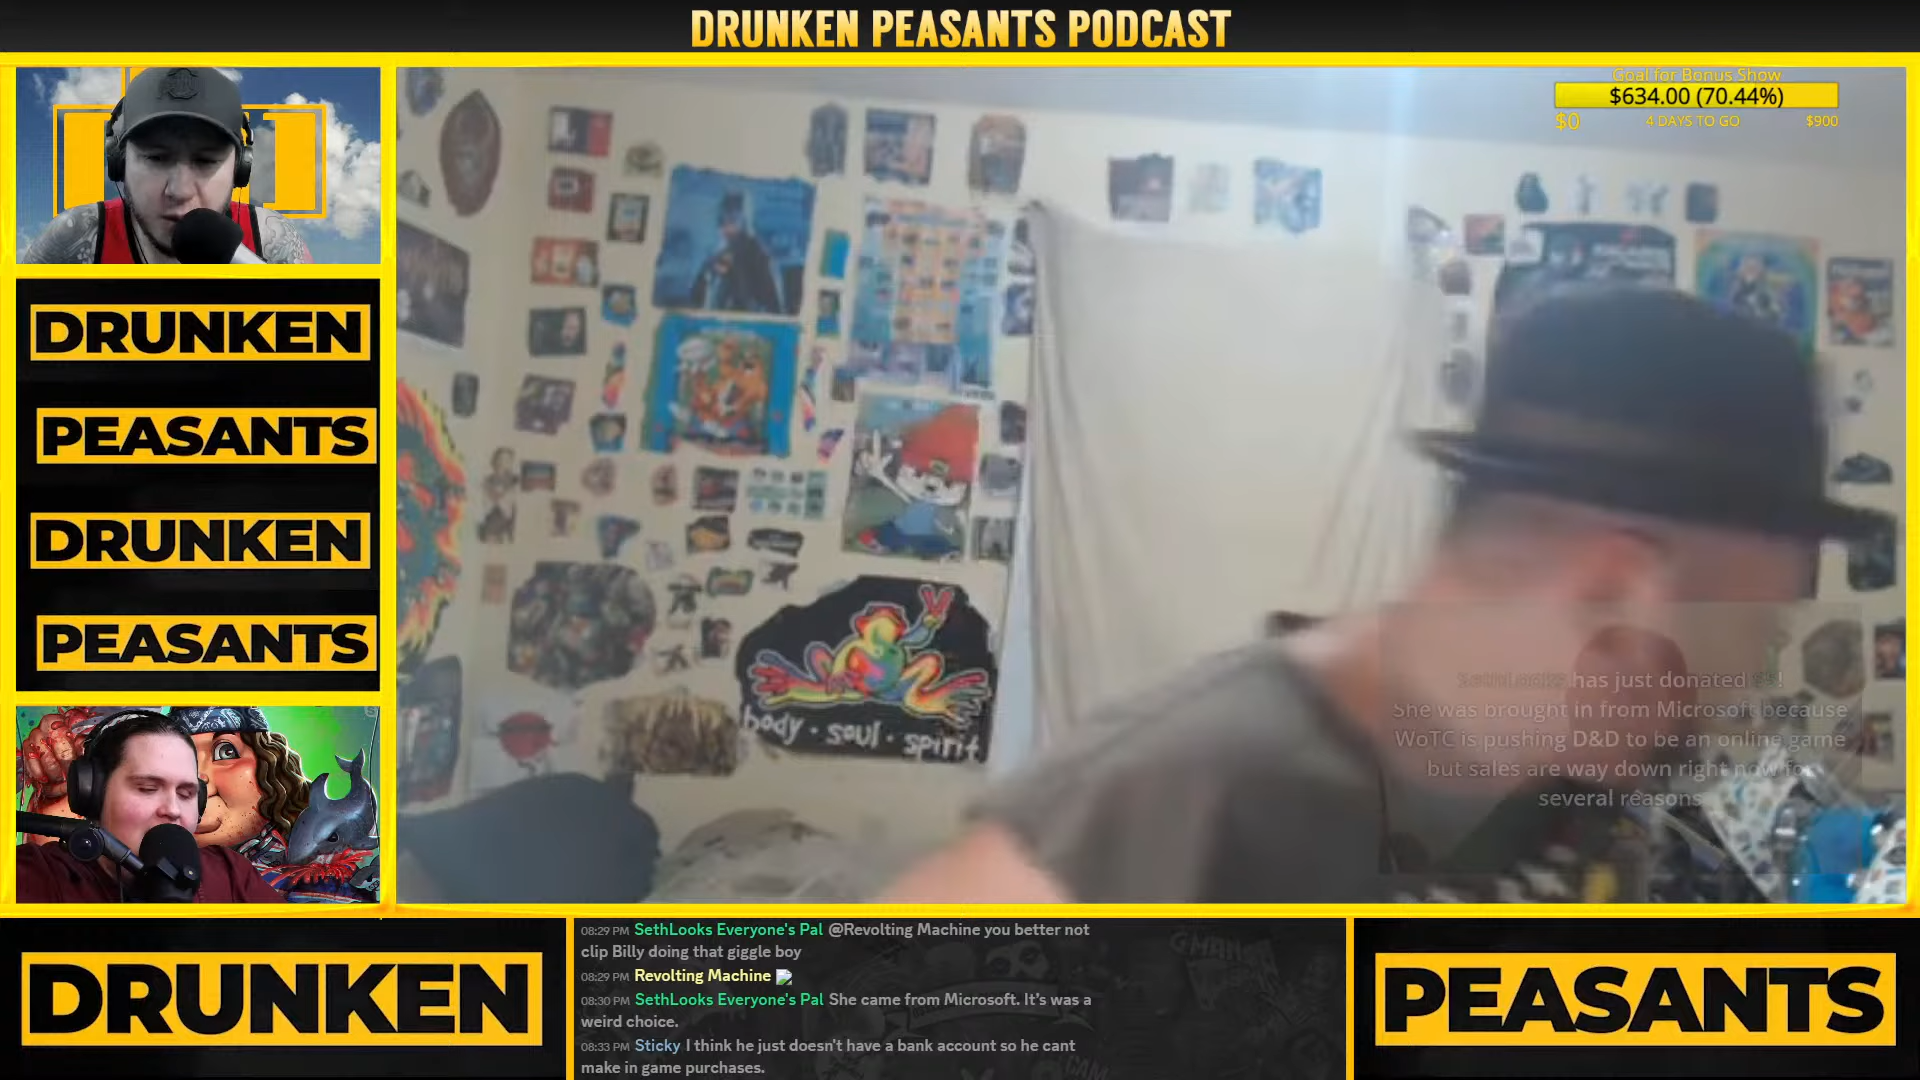 DRUNKEN PEASANTS PODCAST
Goal for Bonus Show
$634.00 (70.44%)
$0 4 DAYS TO GO $900
DRUNKEN
PEASANTS
DRUNKEN
PEASANTS
body · soul · spirit
SethLooks has just donated $5!
She was brought in from Microsoft because
WoTC is pushing D&D to be an online game
but sales are way down right now for
several reasons
08:29 PM SethLooks Everyone's Pal @Revolting Machine you better not
clip Billy doing that giggle boy
08:29 PM Revolting Machine
08:30 PM SethLooks Everyone's Pal She came from Microsoft. It's was a
weird choice.
08:33 PM Sticky I think he just doesn't have a bank account so he cant
make in game purchases.
DRUNKEN
PEASANTS